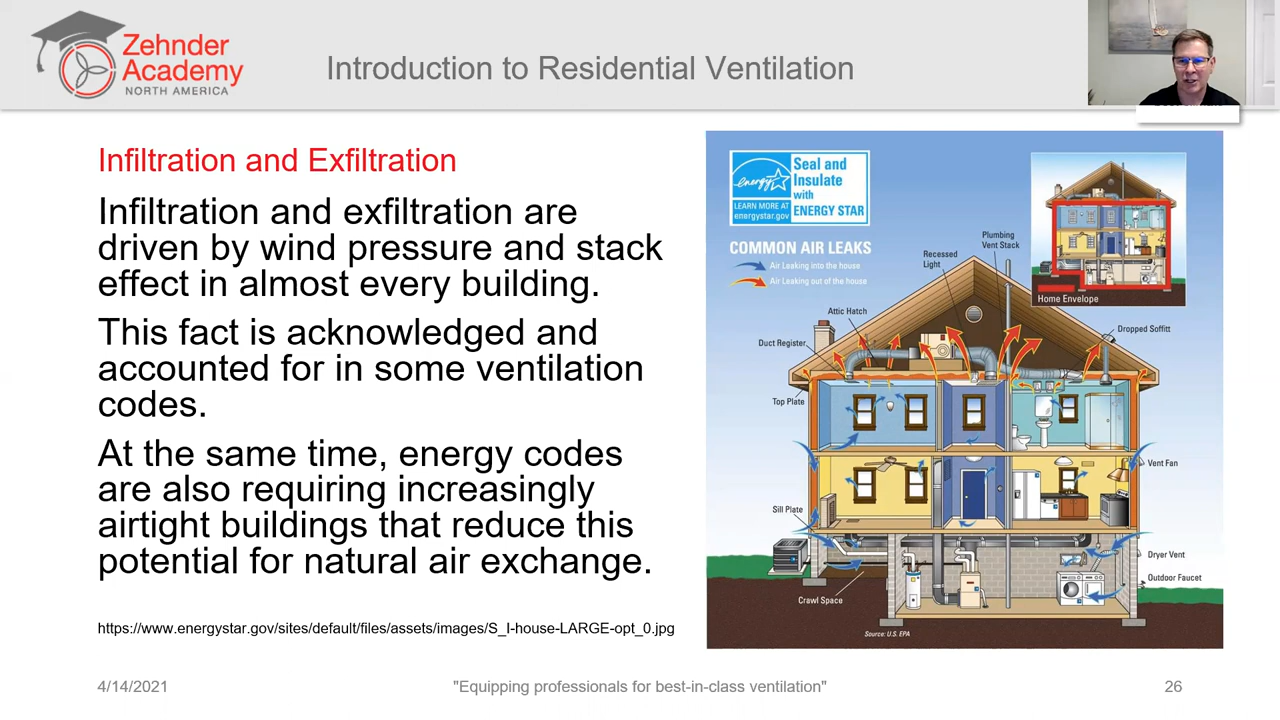 Zehnder
Academy
NORTH AMERICA
Introduction to Residential Ventilation
Infiltration and Exfiltration
Infiltration and exfiltration are
driven by wind pressure and stack
effect in almost every building.
This fact is acknowledged and
accounted for in some ventilation
codes.
At the same time, energy codes
are also requiring increasingly
airtight buildings that reduce this
potential for natural air exchange.
https://www.energystar.gov/sites/default/files/assets/images/S_I-house-LARGE-opt_0.jpg
energy
LEARN MORE AT
energystar.gov
Seal and
Insulate
with
ENERGY STAR
COMMON AIR LEAKS
Air Leaking into the house
Air Leaking out of the house
Home Envelope
Plumbing
Vent Stack
Recessed
Light
Attic Hatch
Dropped Soffitt
Duct Register
Top Plate
Vent Fan
Sill Plate
Dryer Vent
Outdoor Faucet
Crawl Space
Source: U.S. EPA
4/14/2021
"Equipping professionals for best-in-class ventilation"
26